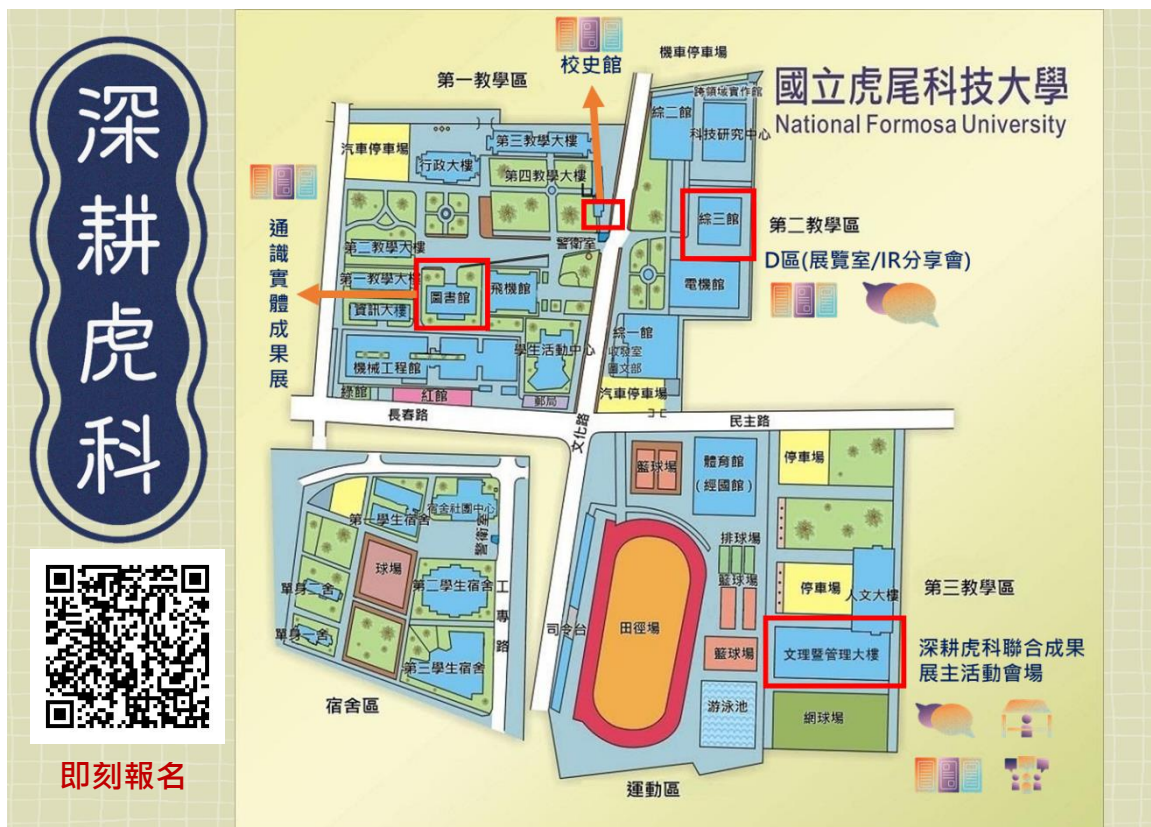 深耕虎科
即刻報名
校史館
機車停車場
國立虎尾科技大學
National Formosa University
第一教學區
跨領域實作館
綜二館
科技研究中心
汽車停車場
第三教學大樓
行政大樓
第四教學大樓
綜三館
第二教學區
D區(展覽室/IR分享會)
通識實體成果展
第二教學大樓
警衛室
第一教學大樓
圖書館
飛機館
電機館
資訊大樓
綜一館
收發室
圖文部
學生活動中心
機械工程館
汽車停車場
綠館
紅館
郵局
長春路
文化路
民主路
籃球場
體育館
(經國館)
停車場
宿舍社團中心
第一學生宿舍
警衛室
球場
排球場
單身二舍
第二學生宿舍
工專路
籃球場
停車場
人文大樓
第三教學區
單身一舍
司令台
田徑場
籃球場
文理暨管理大樓
深耕虎科聯合成果
展主活動會場
第三學生宿舍
宿舍區
游泳池
網球場
運動區